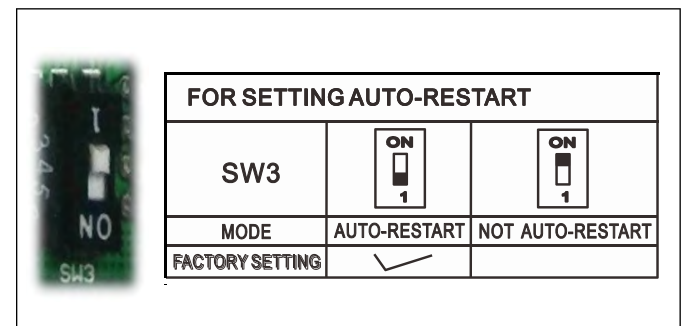 1
NO
SW3
FOR SETTING AUTO-RESTART
SW3
ON
1
ON
1
MODE
AUTO-RESTART
NOT AUTO-RESTART
FACTORY SETTING